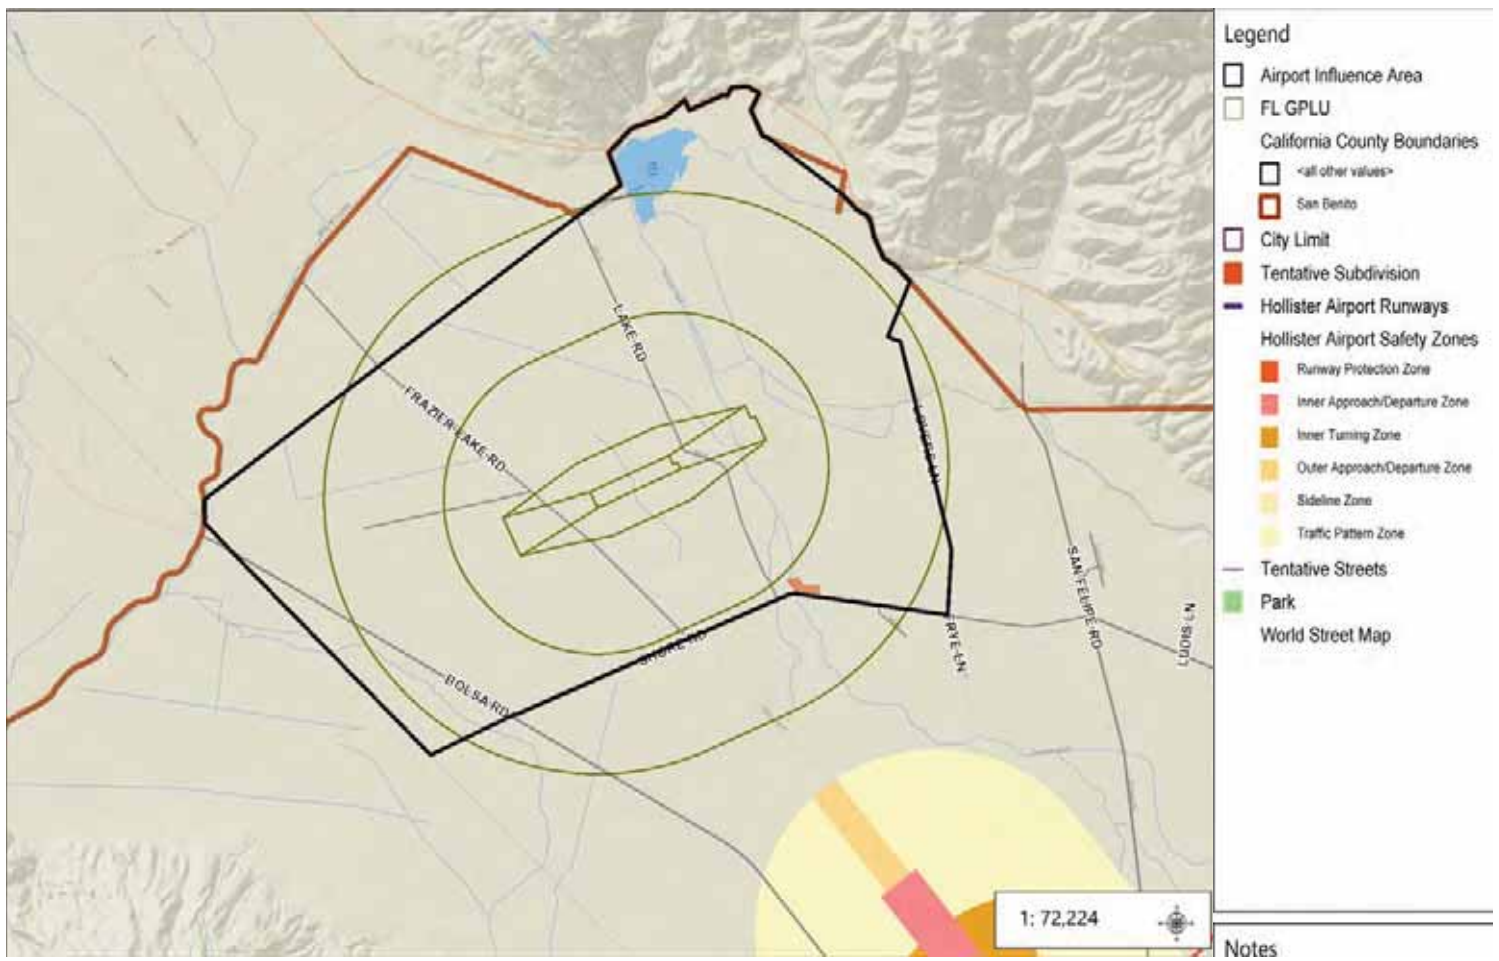 Legend
Airport Influence Area
FL GPLU
California County Boundaries
<all other values>
San Benito
City Limit
Tentative Subdivision
Hollister Airport Runways
Hollister Airport Safety Zones
Runway Protection Zone
Inner Approach/Departure Zone
Inner Turning Zone
Outer Approach/Departure Zone
Sideline Zone
Traffic Pattern Zone
Tentative Streets
Park
World Street Map
LAKE RD
FRAZIER LAKE RD
SHORE RD
BOLSA RD
FRYE LN
SAN FELIPE RD
1: 72,224
Notes